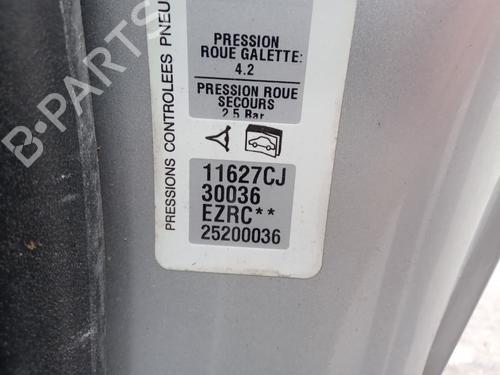 PRESSION
ROUE GALETTE:
4.2
PRESSION ROUE
SECOURS
2.5 Bar
PRESSIONS CONTROLEES PNEU
11627CJ
30036
EZRC**
25200036
B-PARTS